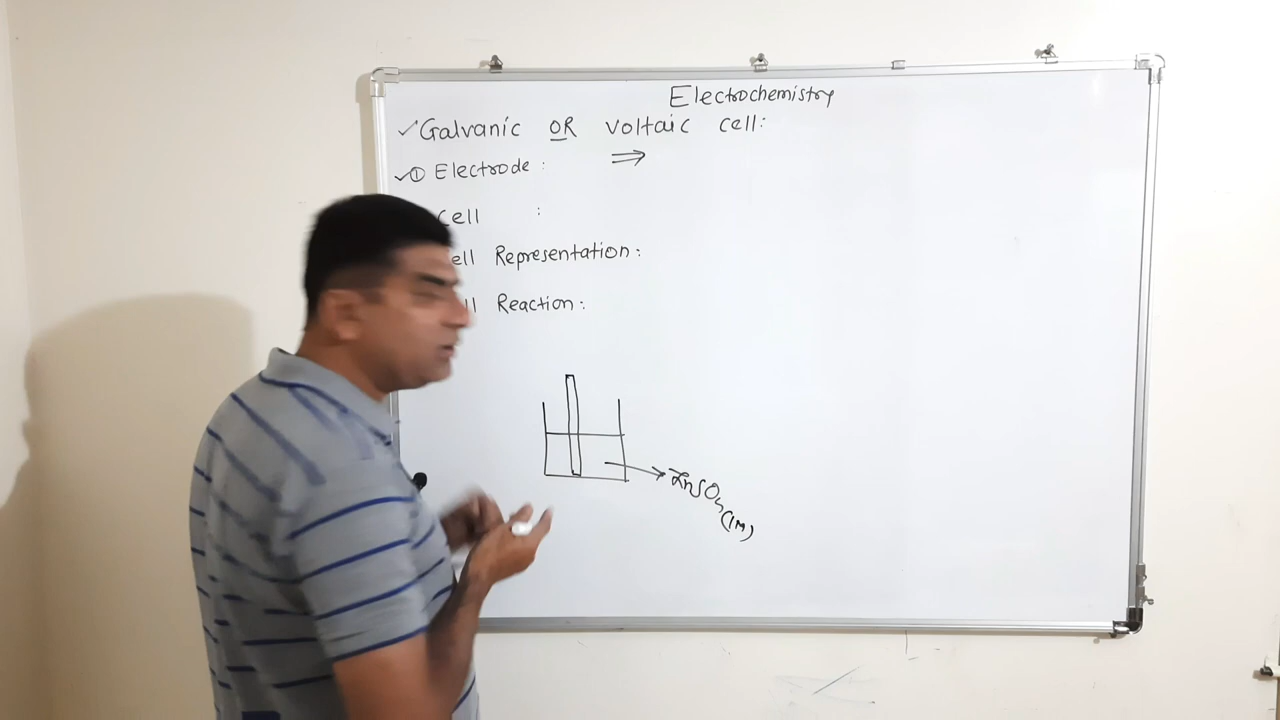 Electrochemistry
✓Galvanic OR voltaic cell:
✓① Electrode : ⇒
Cell :
ell Representation:
ll Reaction:
ZnSO4
(1M)